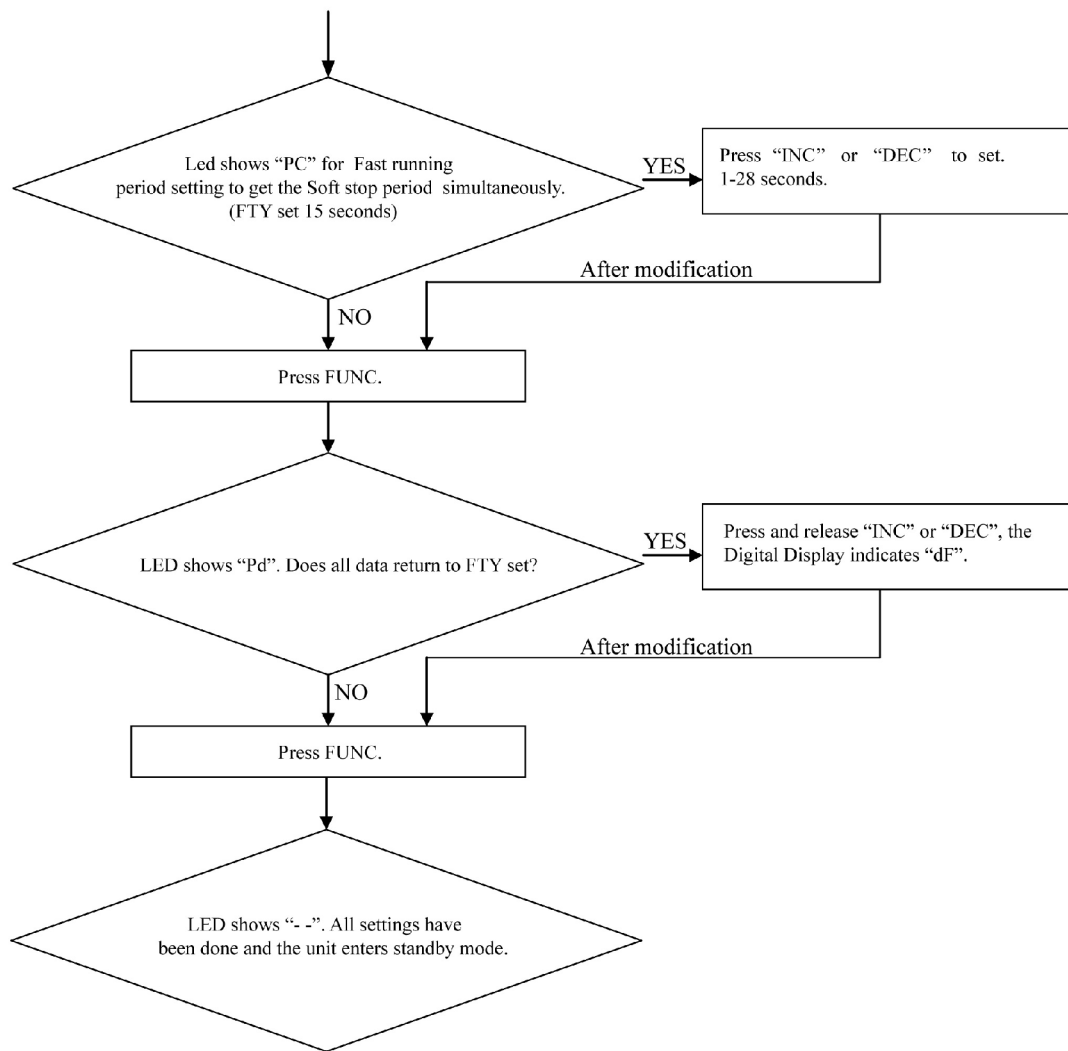 Led shows “PC” for Fast running
period setting to get the Soft stop period simultaneously.
(FTY set 15 seconds)
YES
Press “INC” or “DEC” to set.
1-28 seconds.
After modification
NO
Press FUNC.
LED shows “Pd”. Does all data return to FTY set?
YES
Press and release “INC” or “DEC”, the
Digital Display indicates “dF”.
After modification
NO
Press FUNC.
LED shows “- -”. All settings have
been done and the unit enters standby mode.